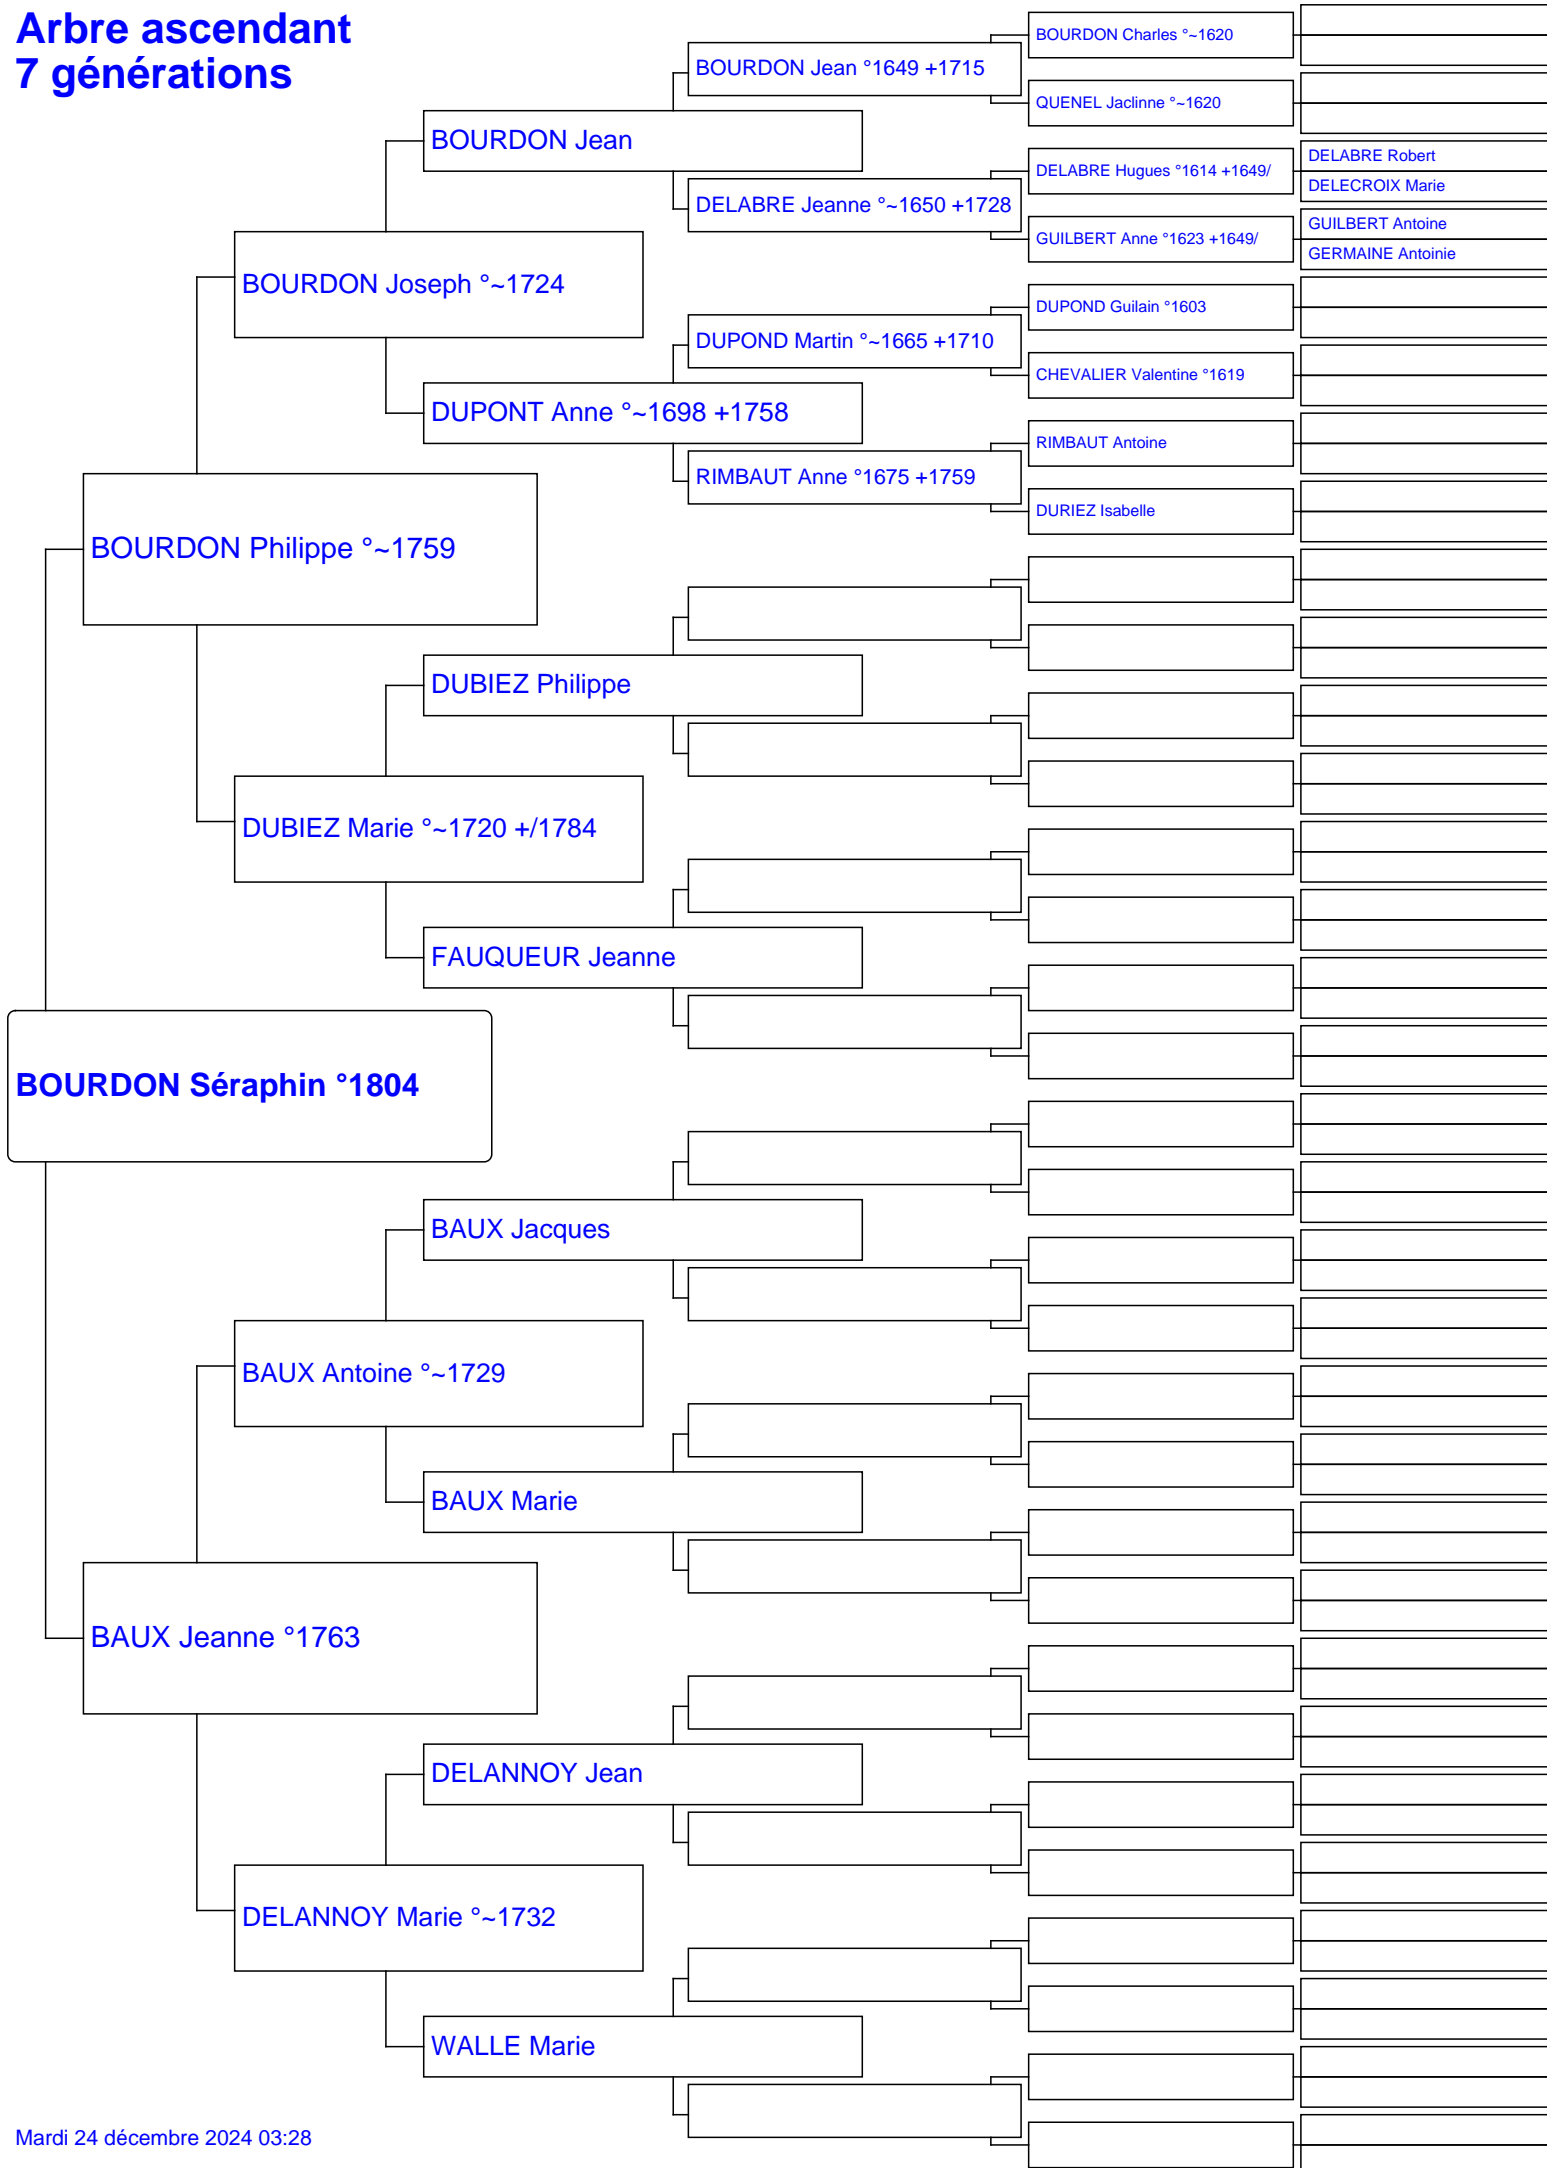 Arbre ascendant
7 générations
BOURDON Charles °~1620
BOURDON Jean °1649 +1715
QUENEL Jaclinne °~1620
BOURDON Jean
DELABRE Robert
DELABRE Hugues °1614 +1649/
DELECROIX Marie
DELABRE Jeanne °~1650 +1728
GUILBERT Antoine
GUILBERT Anne °1623 +1649/
GERMAINE Antoinie
BOURDON Joseph °~1724
DUPOND Guilain °1603
DUPOND Martin °~1665 +1710
CHEVALIER Valentine °1619
DUPONT Anne °~1698 +1758
RIMBAUT Antoine
RIMBAUT Anne °1675 +1759
DURIEZ Isabelle
BOURDON Philippe °~1759
DUBIEZ Philippe
DUBIEZ Marie °~1720 +/1784
FAUQUEUR Jeanne
BOURDON Séraphin °1804
BAUX Jacques
BAUX Antoine °~1729
BAUX Marie
BAUX Jeanne °1763
DELANNOY Jean
DELANNOY Marie °~1732
WALLE Marie
Mardi 24 décembre 2024 03:28